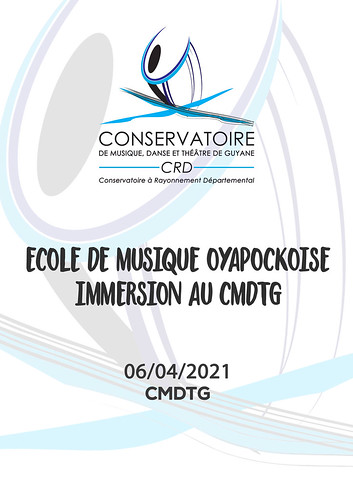 CONSERVATOIRE
DE MUSIQUE, DANSE ET THÉÂTRE DE GUYANE
CRD
Conservatoire à Rayonnement Départemental
ECOLE DE MUSIQUE OYAPOCKOISE
IMMERSION AU CMDTG
06/04/2021
CMDTG